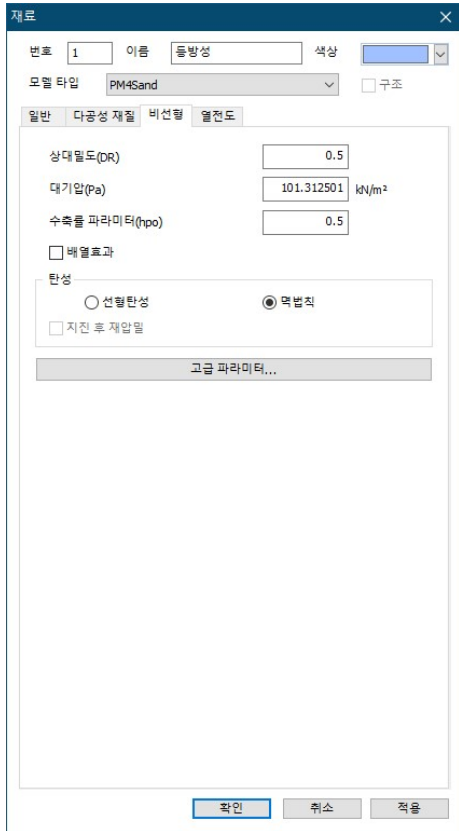 재료
번호 1 이름 등방성 색상
모델 타입 PM4Sand 구조
일반 다공성 재질 비선형 열전도
상대밀도(DR) 0.5
대기압(Pa) 101.312501 kN/m²
수축률 파라미터(hpo) 0.5
배열효과
탄성
선형탄성 멱법칙
지진 후 재압밀
고급 파라미터...
확인 취소 적용